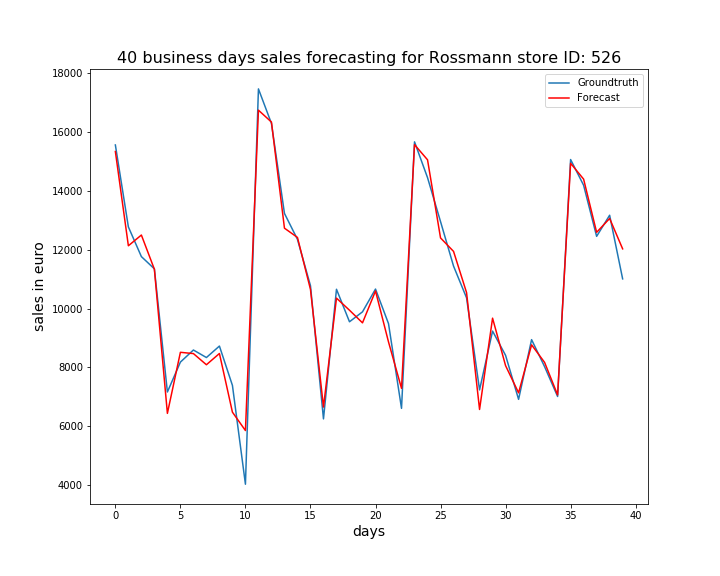 40 business days sales forecasting for Rossmann store ID: 526
Groundtruth
Forecast
18000
16000
14000
12000
10000
8000
6000
4000
sales in euro
0 5 10 15 20 25 30 35 40
days